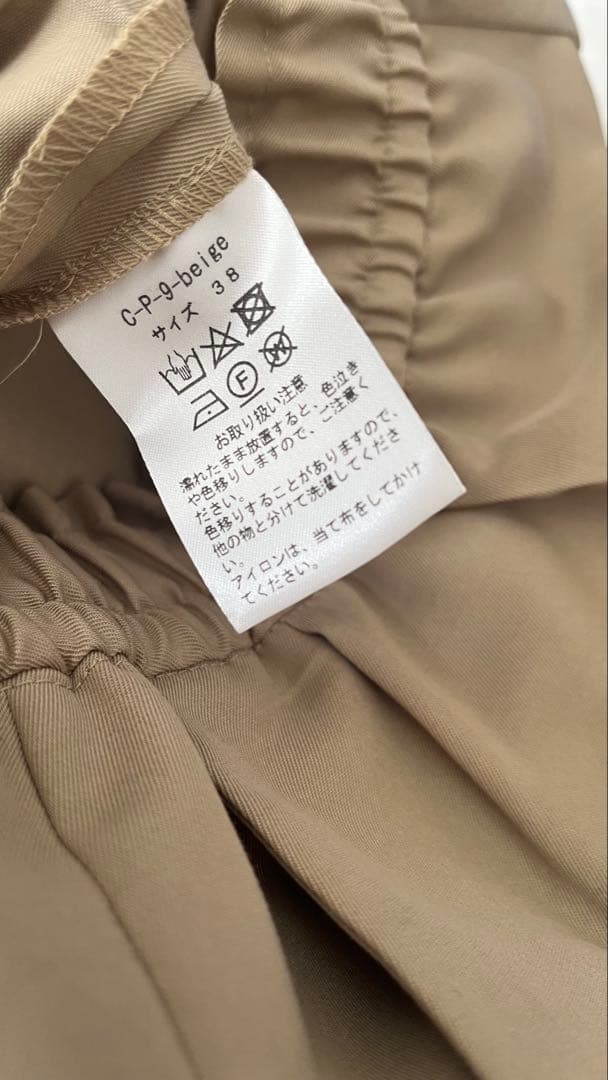 C-P-9-beige
サイズ 38
F W
お取り扱い注意
濡れたまま放置すると、色泣き
や色移りしますので、ご注意く
ださい。
色移りすることがありますので、
他の物と分けて洗濯してくださ
い。
アイロンは、当て布をしてかけ
てください。